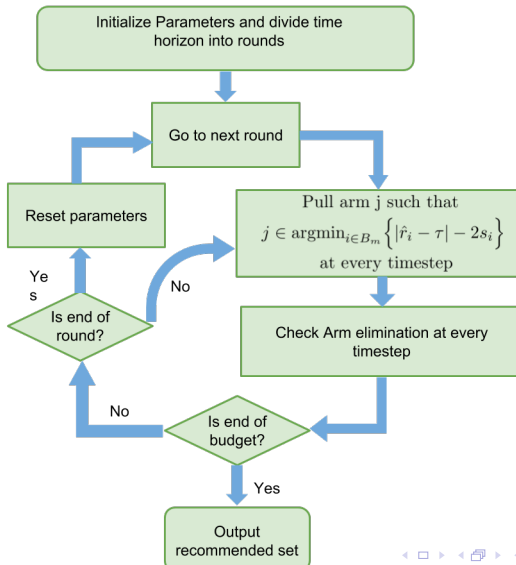 Initialize Parameters and divide time
horizon into rounds
Go to next round
Reset parameters
Pull arm j such that
j ∈ argmin_{i∈B_m} {|r̂_i − τ| − 2s_i}
at every timestep
Ye
s
No
Is end of
round?
Check Arm elimination at every
timestep
No
Is end of
budget?
Yes
Output
recommended set